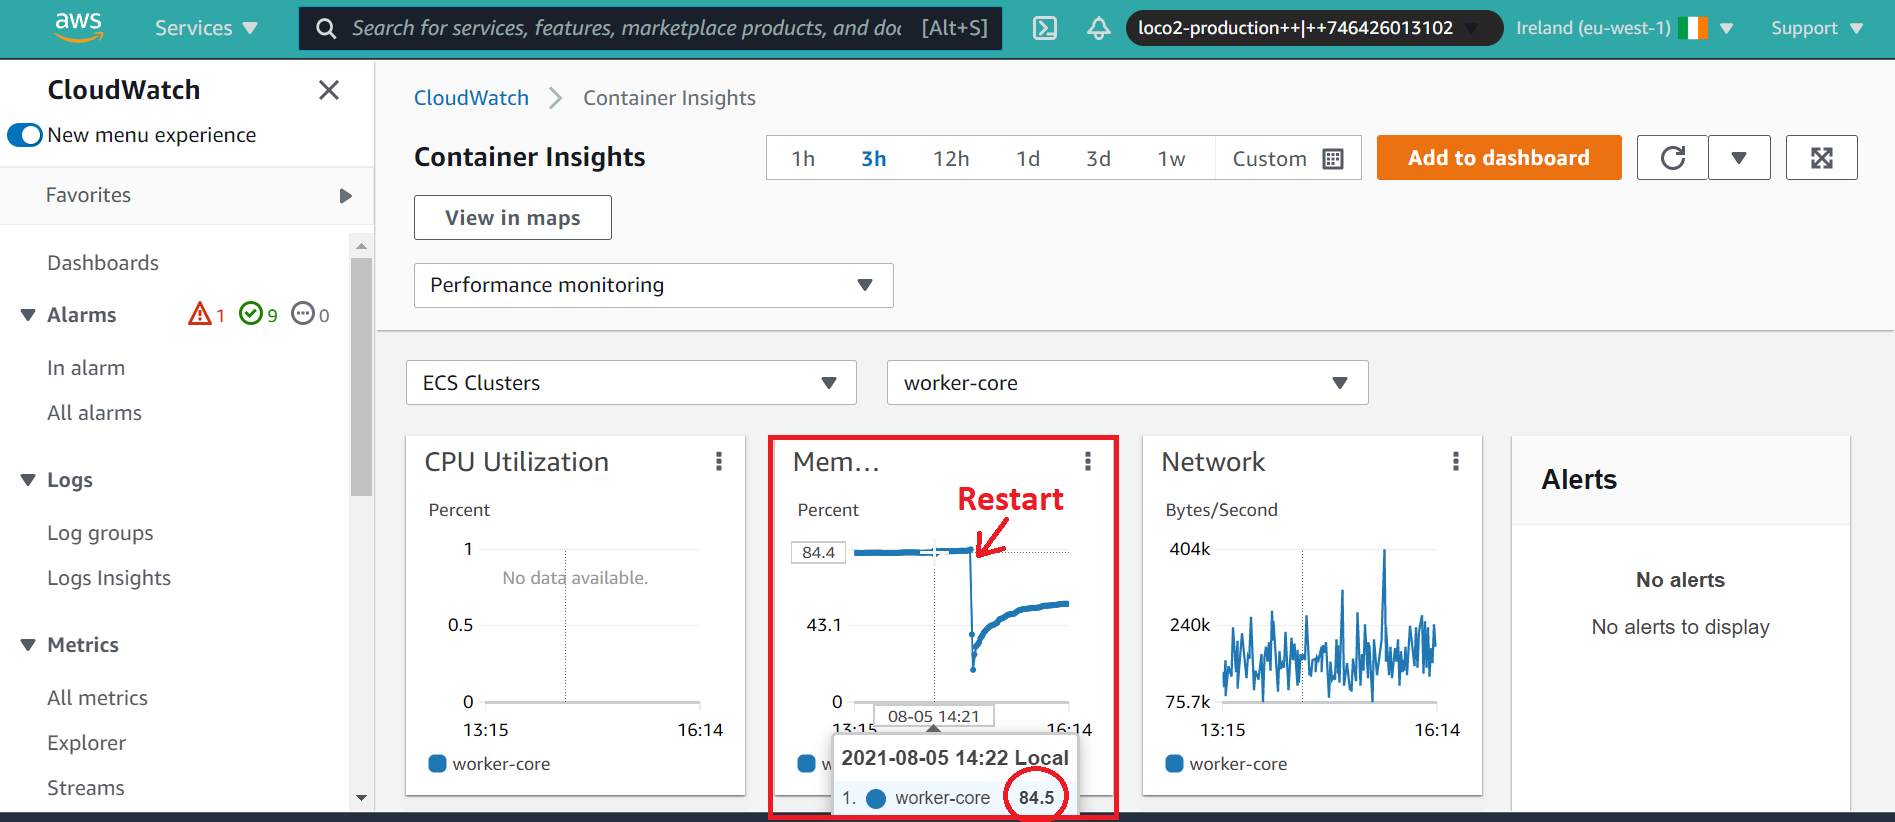 aws
Services
Search for services, features, marketplace products, and doc [Alt+S]
loco2-production++|++746426013102
Ireland (eu-west-1)
Support
CloudWatch
New menu experience
Favorites
Dashboards
Alarms 1 9 0
In alarm
All alarms
Logs
Log groups
Logs Insights
Metrics
All metrics
Explorer
Streams
CloudWatch Container Insights
Container Insights
1h 3h 12h 1d 3d 1w Custom
Add to dashboard
View in maps
Performance monitoring
ECS Clusters
worker-core
CPU Utilization
Percent
1
No data available.
0.5
0
13:15 16:14
worker-core
Mem...
Restart
Percent
84.4
43.1
0
08-05 14:21
13:15 16:14
w
2021-08-05 14:22 Local
1. worker-core 84.5
Network
Bytes/Second
404k
240k
75.7k
13:15 16:14
worker-core
Alerts
No alerts
No alerts to display